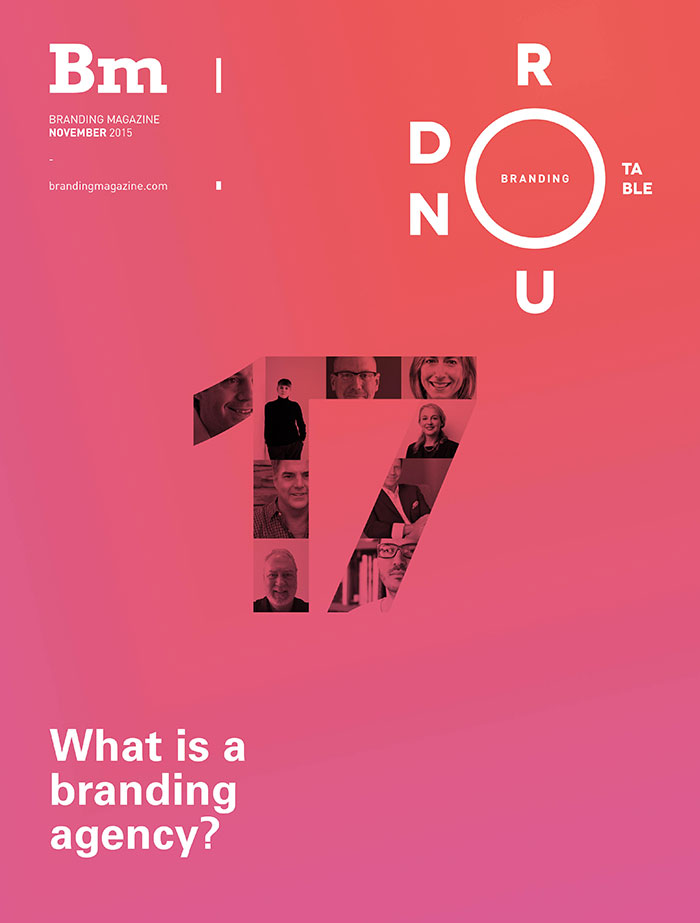 Bm
BRANDING MAGAZINE
NOVEMBER 2015
-
brandingmagazine.com
R
O
U
N
D
BRANDING
TA
BLE
17
What is a
branding
agency?